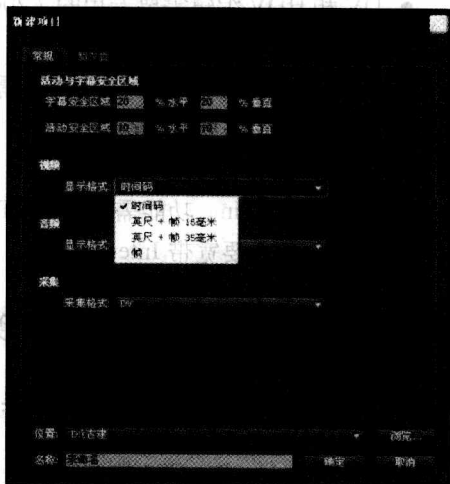 新建项目
常规
活动与字幕安全区域
字幕安全区域 20 % 水平 20 % 垂直
活动安全区域 10 % 水平 10 % 垂直
视频
显示格式: 时间码
✔ 时间码
英尺 + 帧 16毫米
英尺 + 帧 35毫米
帧
音频
显示格式:
采集
采集格式: DV
位置:
浏览...
名称:
确定
取消